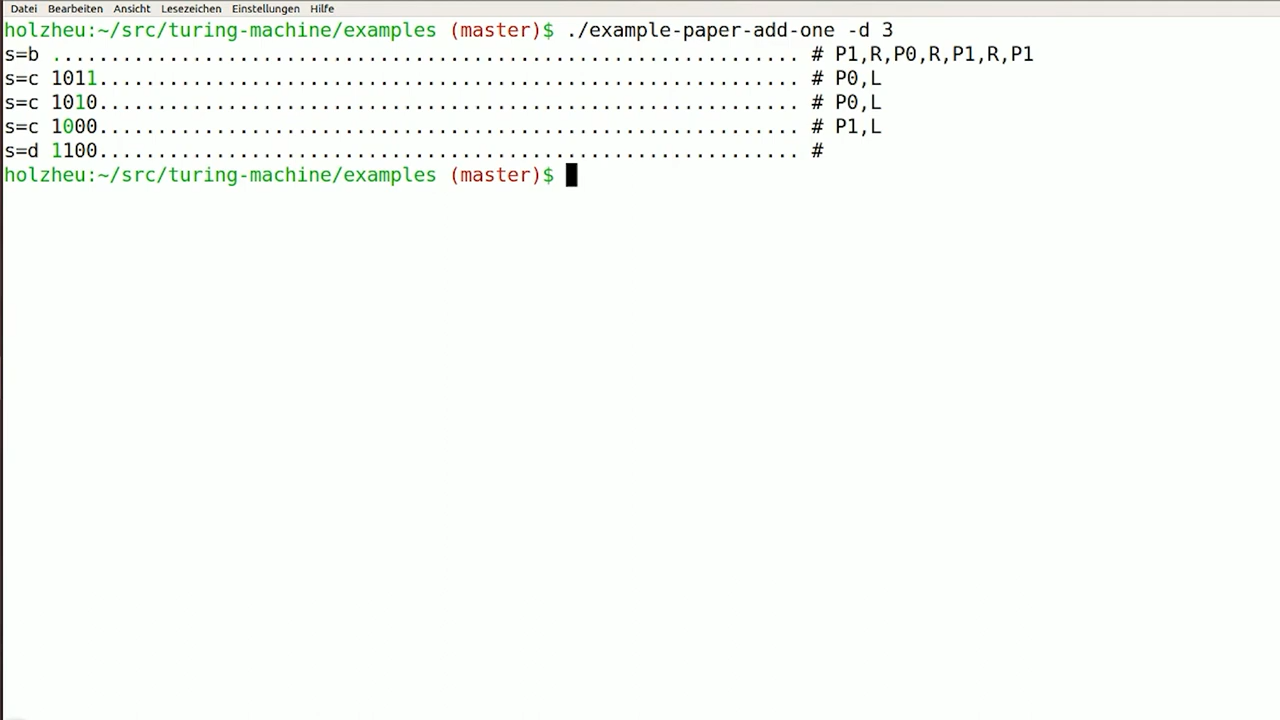 Datei Bearbeiten Ansicht Lesezeichen Einstellungen Hilfe
holzheu:~/src/turing-machine/examples (master)$ ./example-paper-add-one -d 3
s=b ................................................................ # P1,R,P0,R,P1,R,P1
s=c 1011............................................................ # P0,L
s=c 1010............................................................ # P0,L
s=c 1000............................................................ # P1,L
s=d 1100............................................................ #
holzheu:~/src/turing-machine/examples (master)$